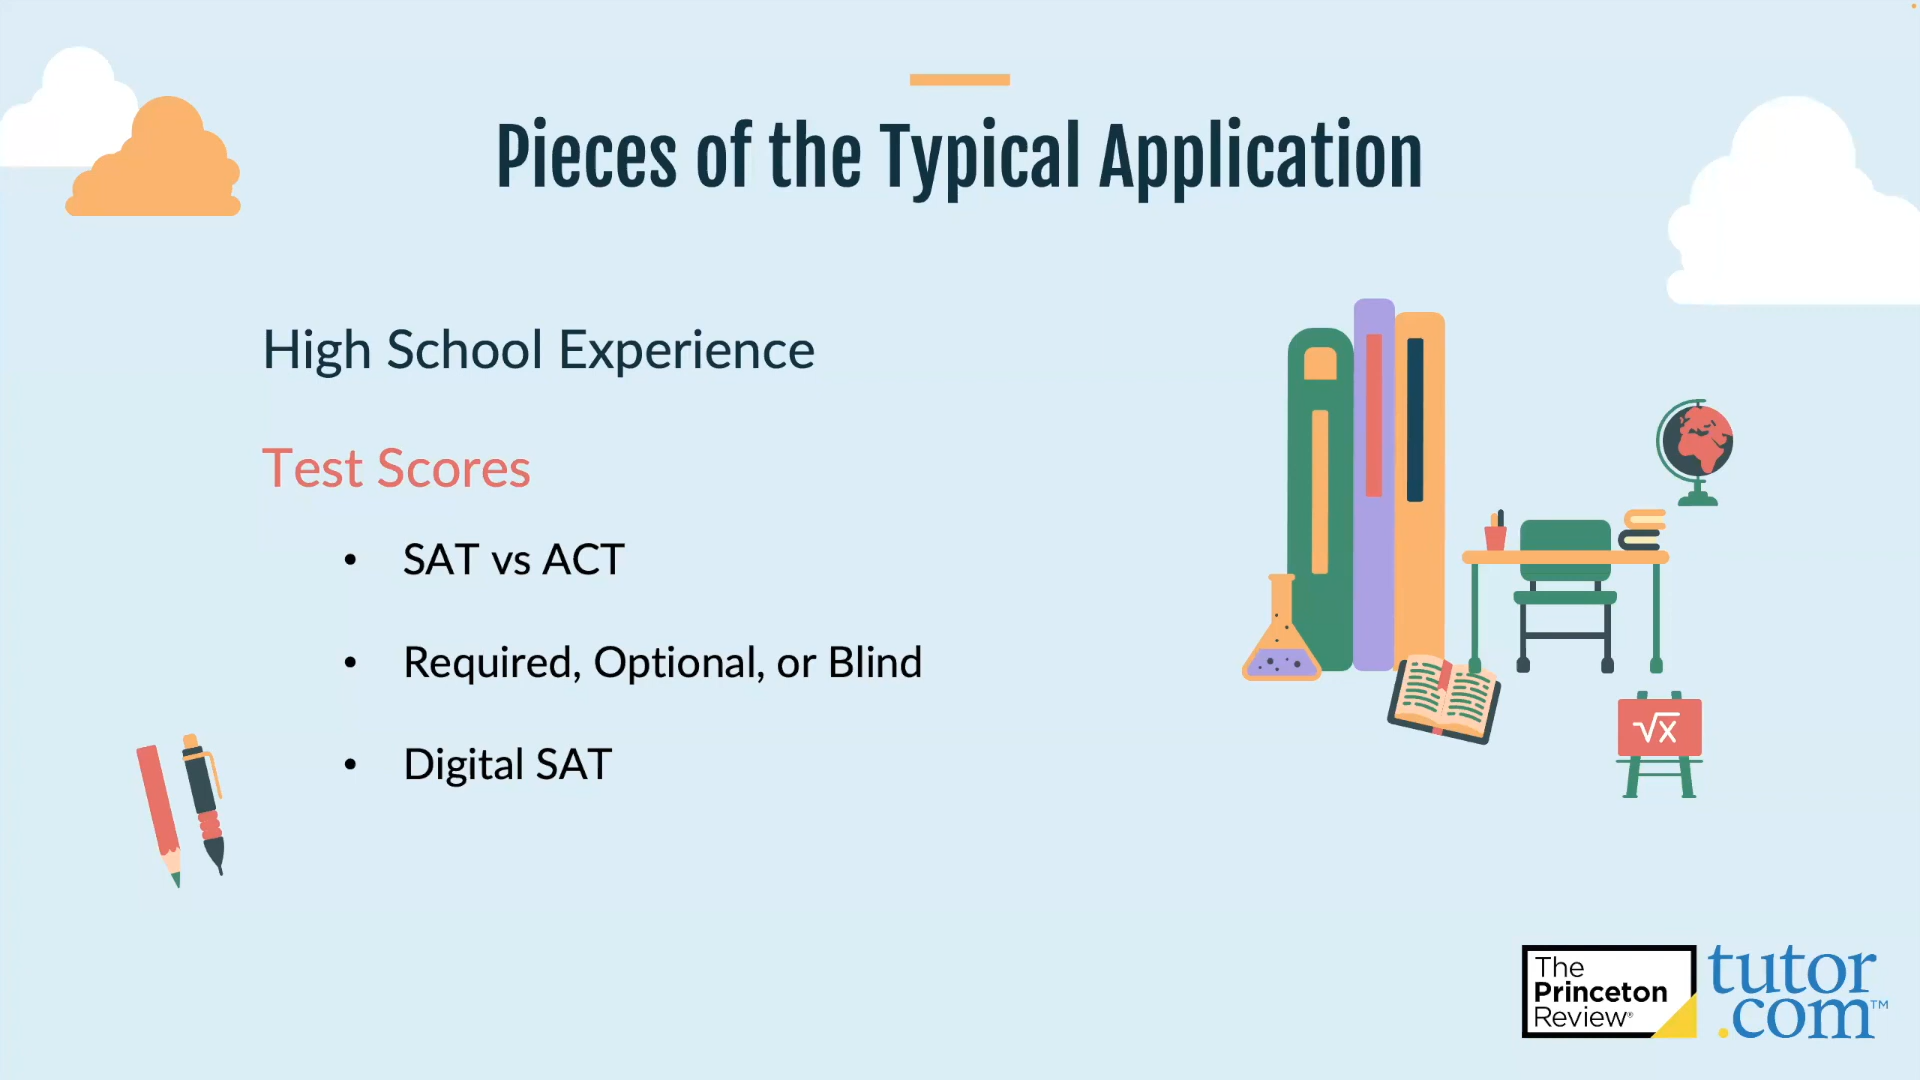 Pieces of the Typical Application
High School Experience
Test Scores
• SAT vs ACT
• Required, Optional, or Blind
• Digital SAT
√x
The
Princeton
Review®
tutor
.com™